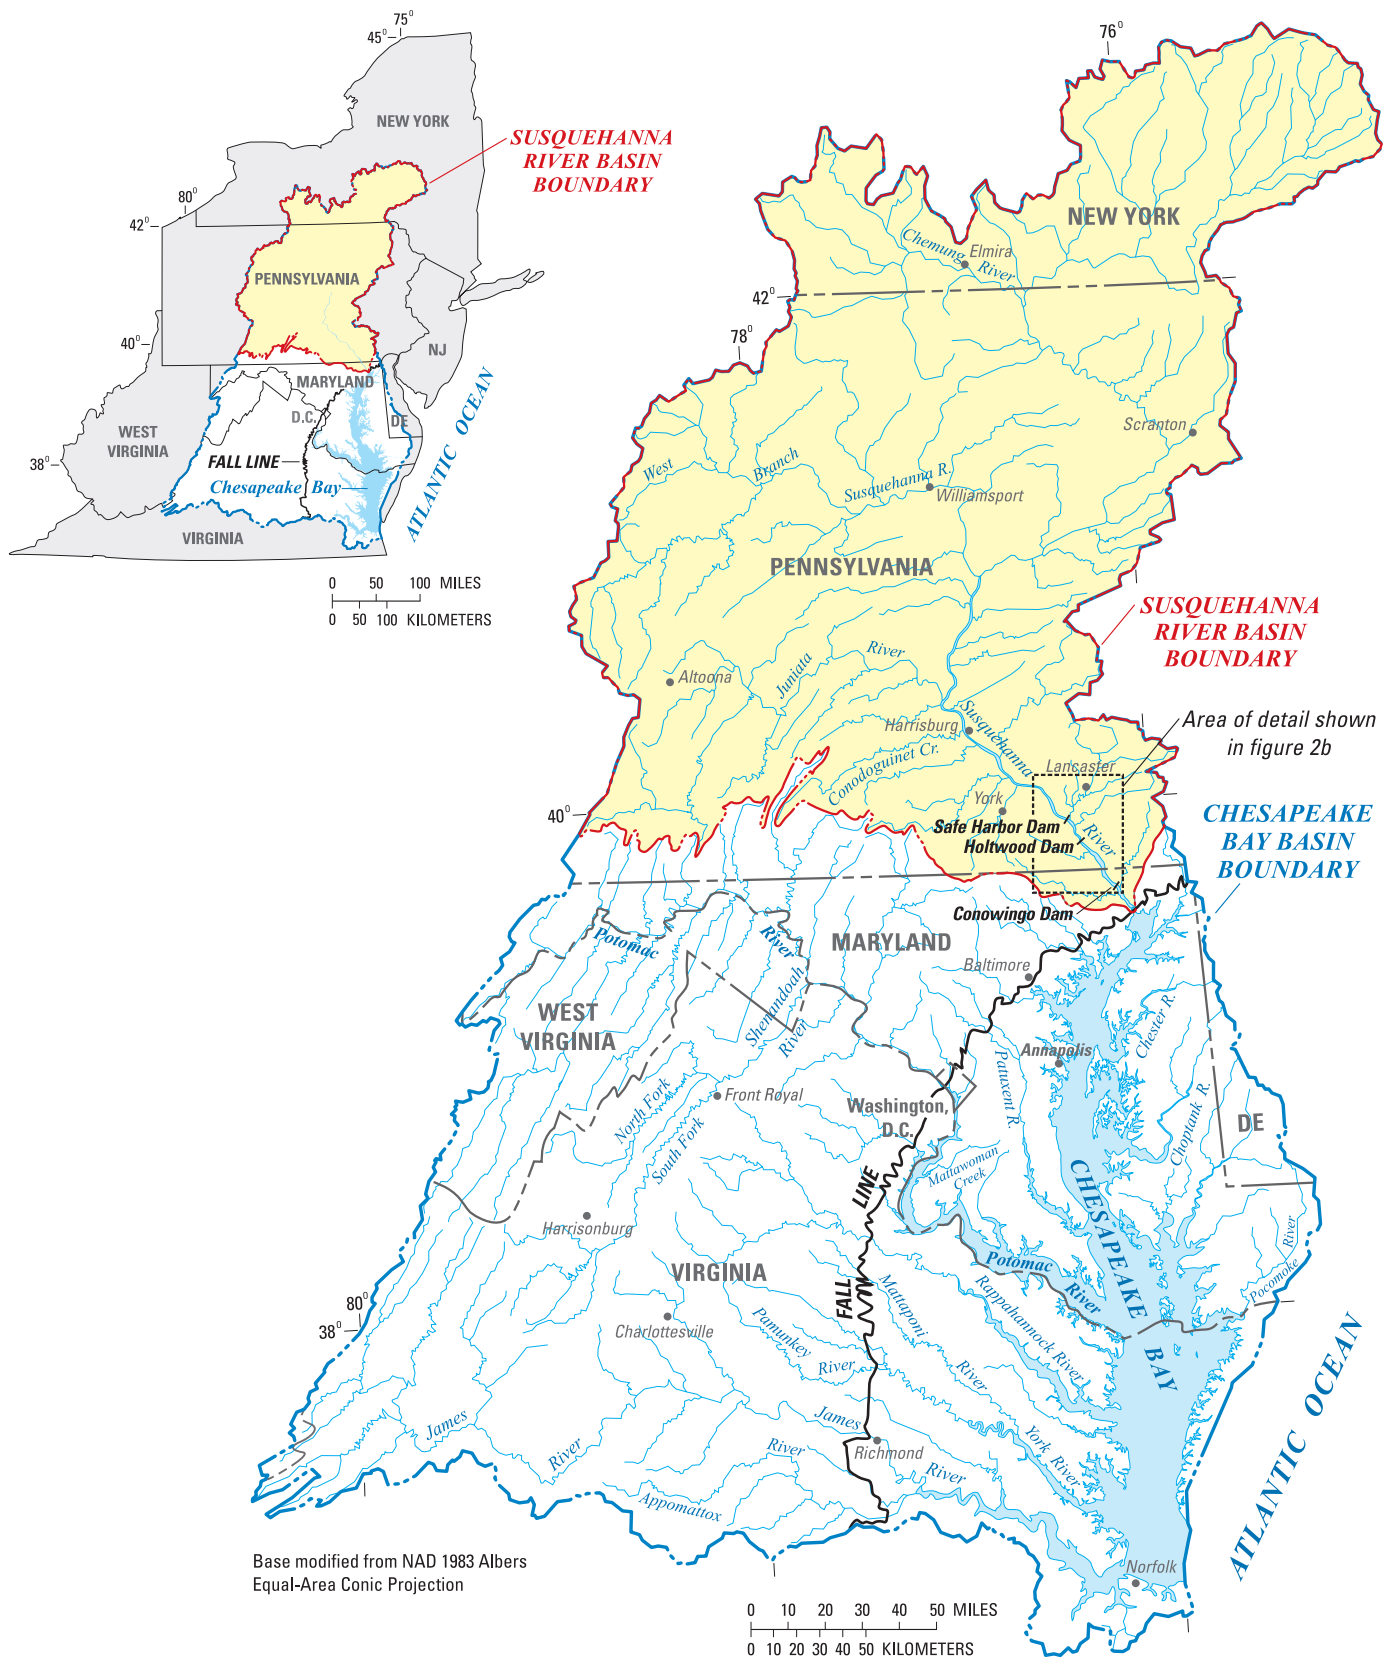 75°
45°
NEW YORK
SUSQUEHANNA
RIVER BASIN
BOUNDARY
80°
42°
PENNSYLVANIA
40°
NJ
MARYLAND
D.C.
DE
WEST
VIRGINIA
38°
FALL LINE
Chesapeake Bay
ATLANTIC OCEAN
VIRGINIA
0 50 100 MILES
0 50 100 KILOMETERS
76°
NEW YORK
Chemung
River
Elmira
42°
78°
Scranton
West
Branch
Susquehanna R.
Williamsport
PENNSYLVANIA
SUSQUEHANNA
RIVER BASIN
BOUNDARY
Altoona
Juniata
River
Susquehanna
River
Harrisburg
Conodoguinet Cr.
Lancaster
York
Area of detail shown
in figure 2b
40°
Safe Harbor Dam
Holtwood Dam
CHESAPEAKE
BAY BASIN
BOUNDARY
Conowingo Dam
Potomac
River
MARYLAND
Baltimore
WEST
VIRGINIA
Shenandoah
River
Chester R.
Annapolis
Patuxent R.
North Fork
South Fork
Front Royal
Washington,
D.C.
Choptank R.
DE
Mattawoman
Creek
FALL LINE
CHESAPEAKE BAY
Harrisonburg
Potomac
River
Pocomoke
River
VIRGINIA
80°
38°
Charlottesville
Mattaponi
River
Rappahannock River
Pamunkey
River
James
River
James
River
Richmond
York River
River
Appomattox
ATLANTIC OCEAN
Base modified from NAD 1983 Albers
Equal-Area Conic Projection
Norfolk
0 10 20 30 40 50 MILES
0 10 20 30 40 50 KILOMETERS